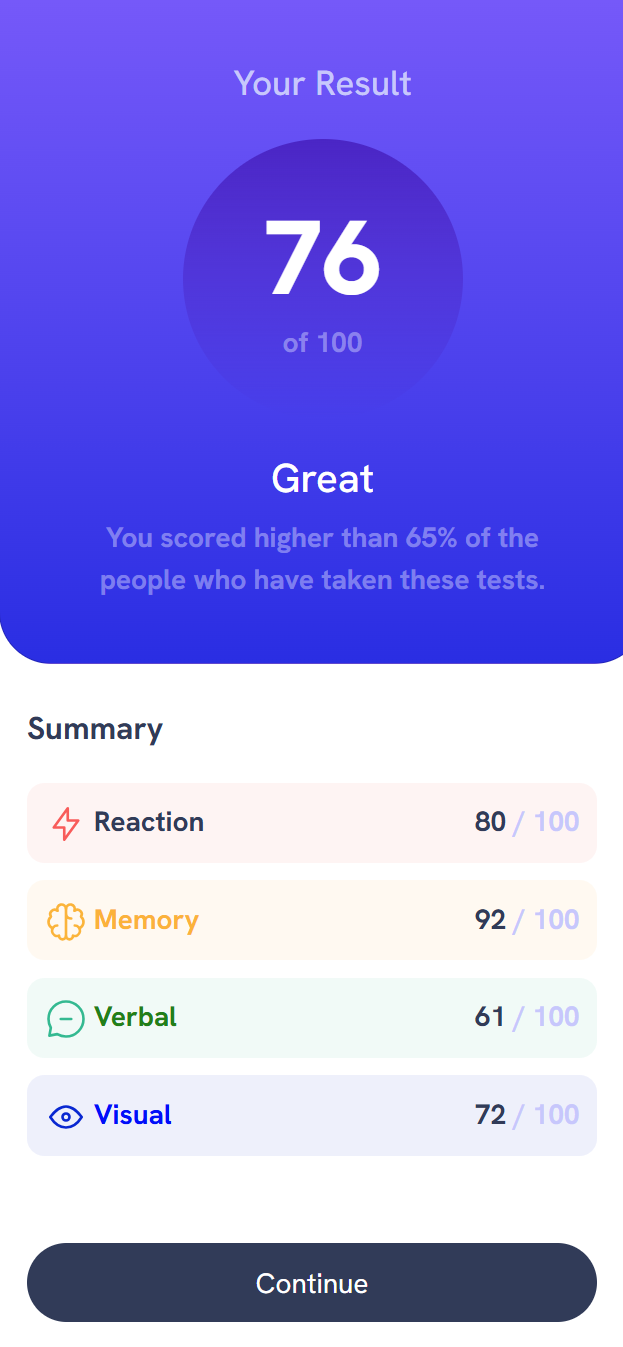 Your Result
76
of 100
Great
You scored higher than 65% of the
people who have taken these tests.
Summary
Reaction 80 / 100
Memory 92 / 100
Verbal 61 / 100
Visual 72 / 100
Continue